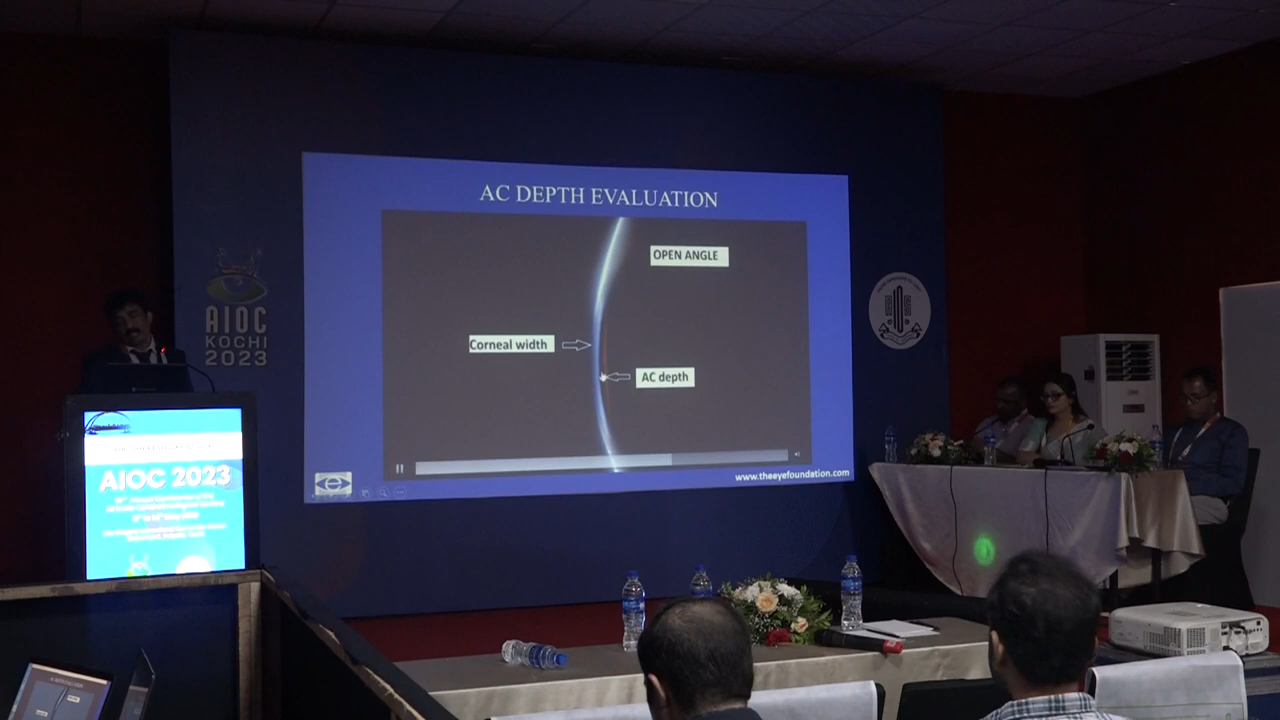 AC DEPTH EVALUATION
OPEN ANGLE
Corneal width
AC depth
www.theeyefoundation.com
AIOC
KOCHI
2023
AIOC 2023